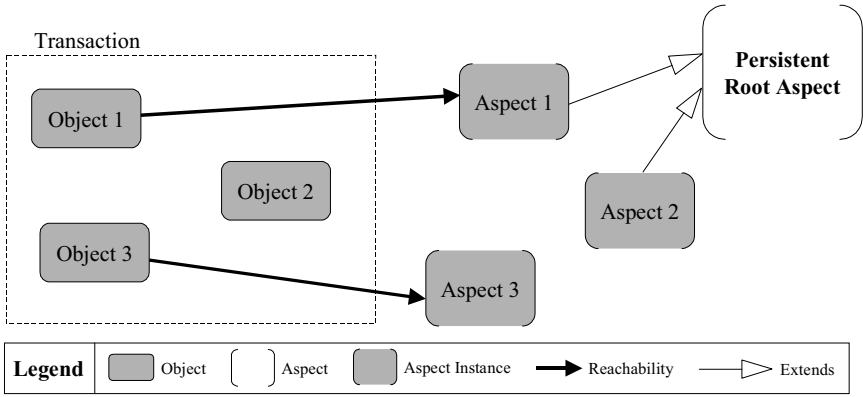 Transaction
Object 1
Aspect 1
Persistent
Root Aspect
Object 2
Aspect 2
Object 3
Aspect 3
Legend
Object
Aspect
Aspect Instance
Reachability
Extends